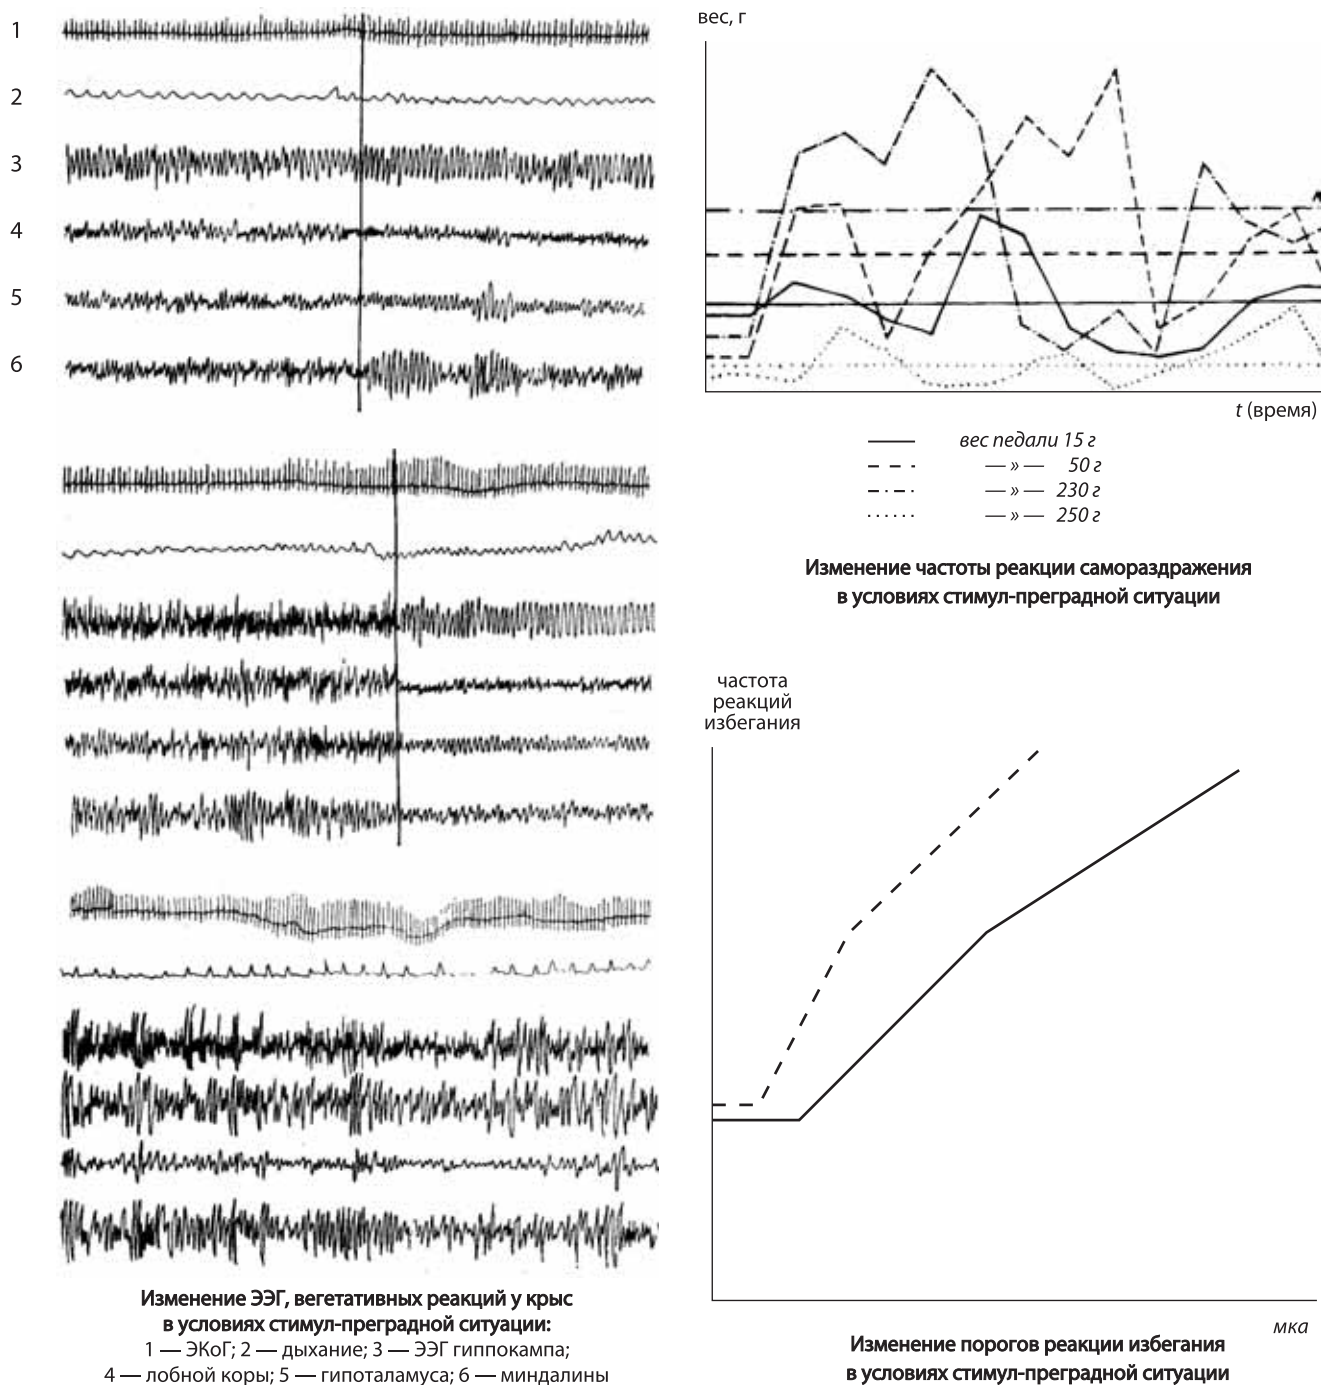 1
2
3
4
5
6
Изменение ЭЭГ, вегетативных реакций у крыс
в условиях стимул-преградной ситуации:
1 — ЭКоГ; 2 — дыхание; 3 — ЭЭГ гиппокампа;
4 — лобной коры; 5 — гипоталамуса; 6 — миндалины
вес, г
t (время)
вес педали 15 г
— » — 50 г
— » — 230 г
— » — 250 г
Изменение частоты реакции самораздражения
в условиях стимул-преградной ситуации
частота
реакций
избегания
мка
Изменение порогов реакции избегания
в условиях стимул-преградной ситуации